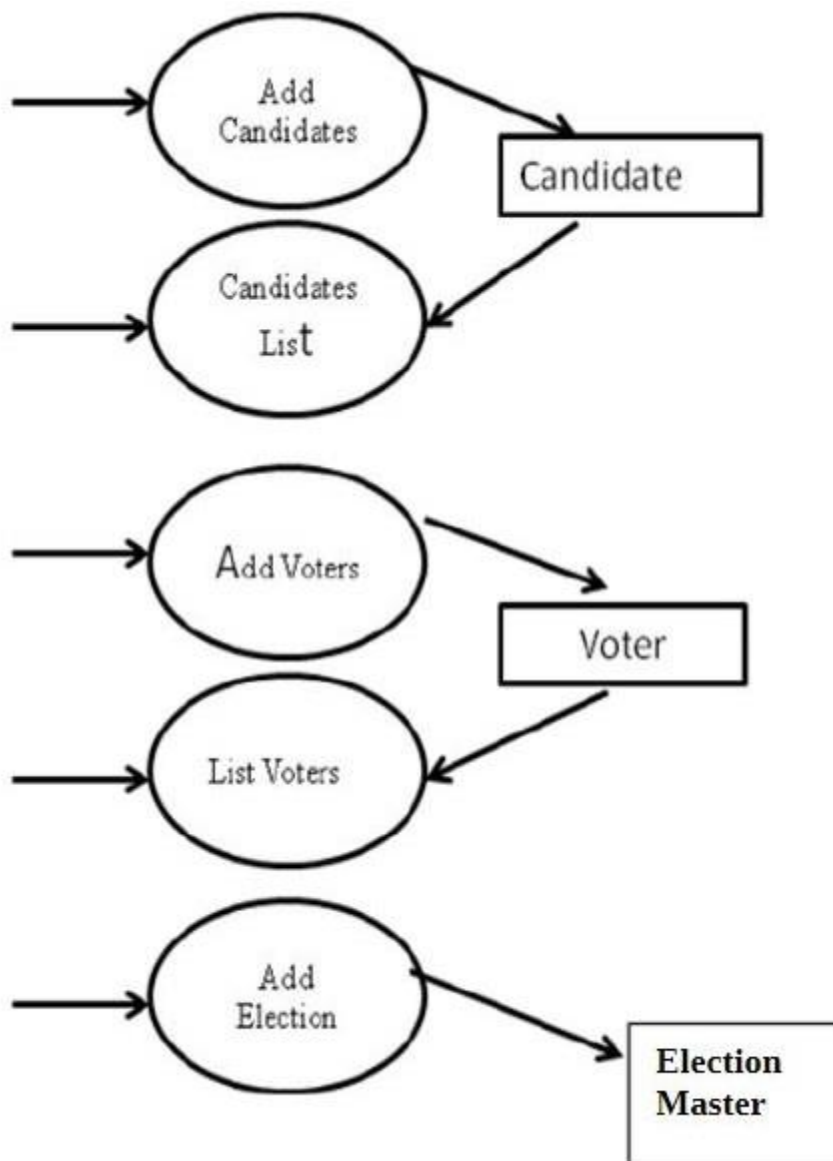 Add
Candidates
Candidate
Candidates
List
Add Voters
Voter
List Voters
Add
Election
Election
Master